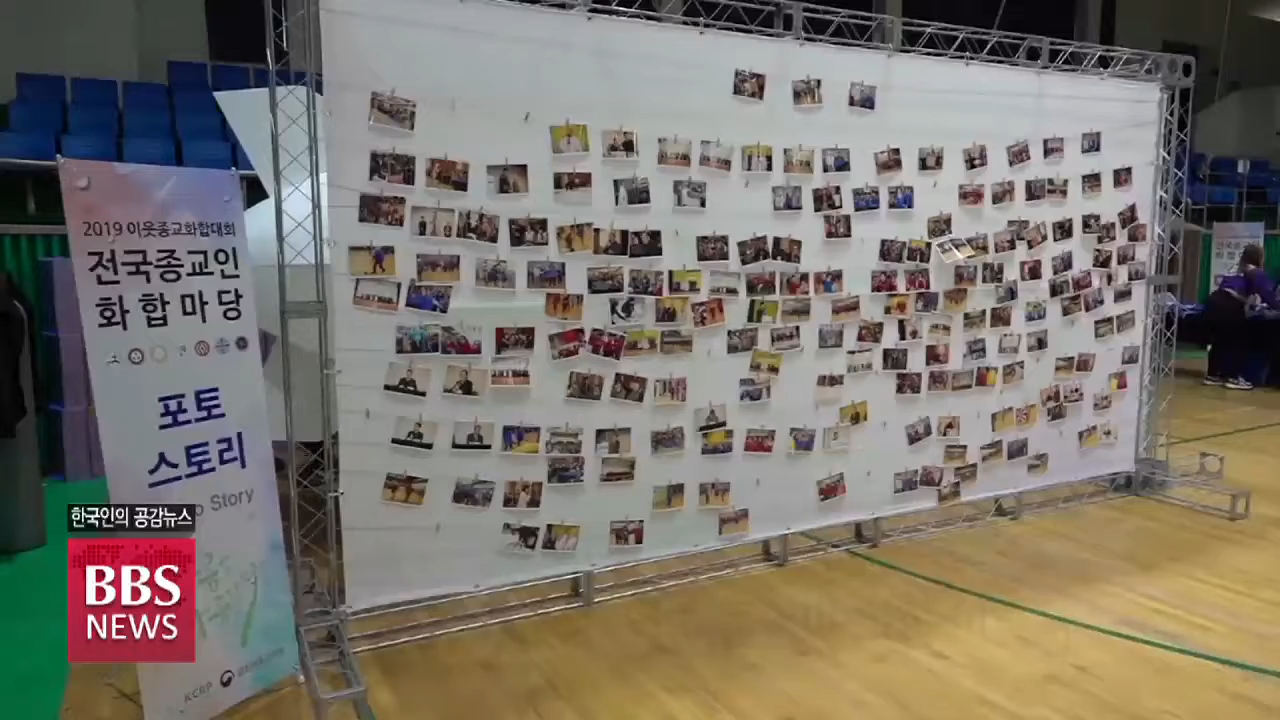 2019 이웃종교화합대회
전국종교인
화합마당
포토
스토리
Story
KCRP
한국인의 공감뉴스
BBS
NEWS